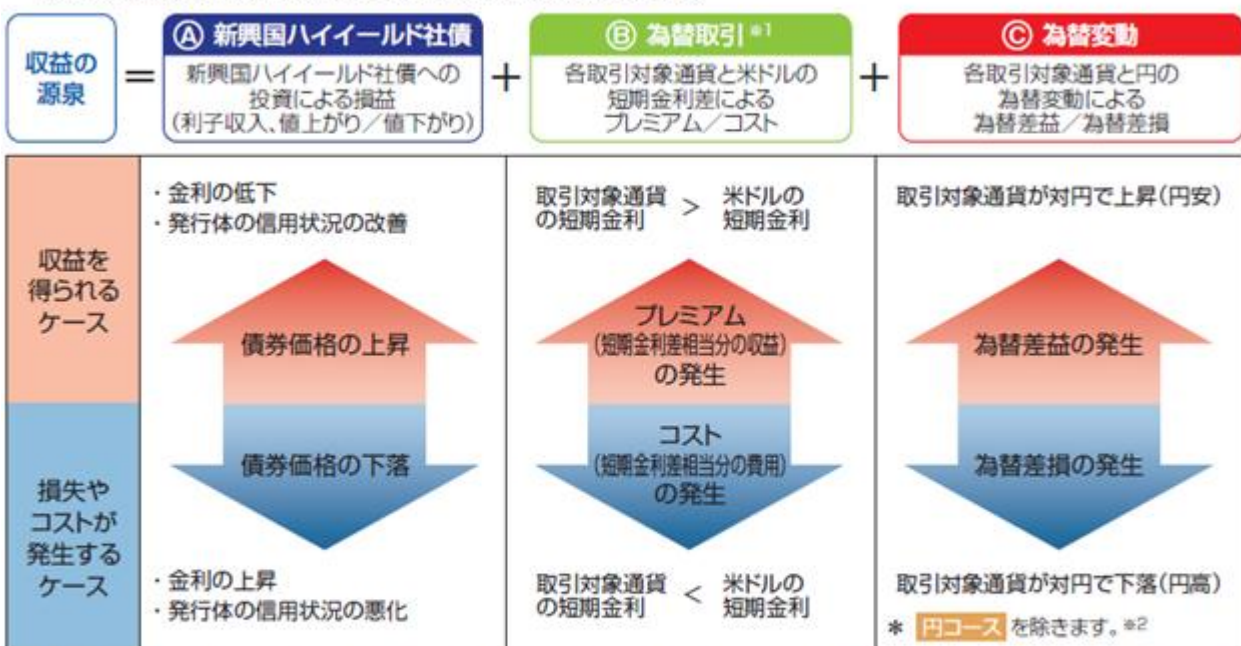 収益の
源泉
=
Ⓐ 新興国ハイイールド社債
新興国ハイイールド社債への
投資による損益
(利子収入、値上がり/値下がり)
+
Ⓑ 為替取引※1
各取引対象通貨と米ドルの
短期金利差による
プレミアム/コスト
+
Ⓒ 為替変動
各取引対象通貨と円の
為替変動による
為替差益/為替差損
収益を
得られる
ケース
・金利の低下
・発行体の信用状況の改善
債券価格の上昇
取引対象通貨
の短期金利
>
米ドルの
短期金利
プレミアム
(短期金利差相当分の収益)
の発生
取引対象通貨が対円で上昇(円安)
為替差益の発生
損失や
コストが
発生する
ケース
債券価格の下落
・金利の上昇
・発行体の信用状況の悪化
コスト
(短期金利差相当分の費用)
の発生
取引対象通貨
の短期金利
<
米ドルの
短期金利
為替差損の発生
取引対象通貨が対円で下落(円高)
* 円コース を除きます。※2